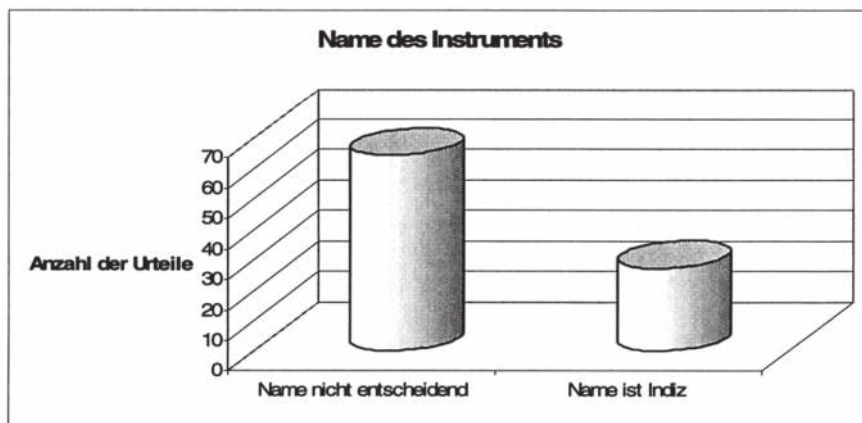 Name des Instruments
70
60
50
40
30
20
10
0
Anzahl der Urteile
Name nicht entscheidend
Name ist Indiz